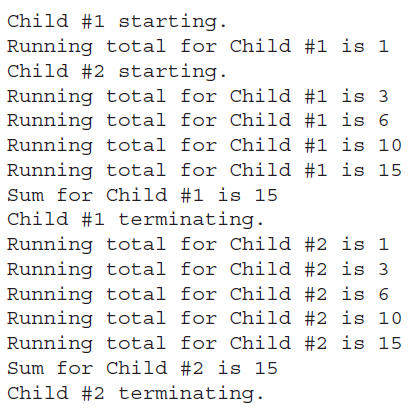 Child #1 starting.
Running total for Child #1 is 1
Child #2 starting.
Running total for Child #1 is 3
Running total for Child #1 is 6
Running total for Child #1 is 10
Running total for Child #1 is 15
Sum for Child #1 is 15
Child #1 terminating.
Running total for Child #2 is 1
Running total for Child #2 is 3
Running total for Child #2 is 6
Running total for Child #2 is 10
Running total for Child #2 is 15
Sum for Child #2 is 15
Child #2 terminating.